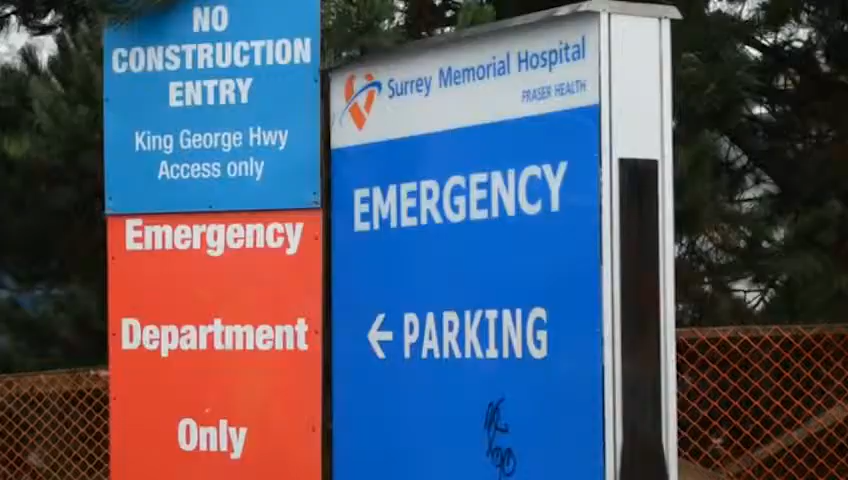 NO
CONSTRUCTION
ENTRY
King George Hwy
Access only
Emergency
Department
Only
Surrey Memorial Hospital
FRASER HEALTH
EMERGENCY
← PARKING